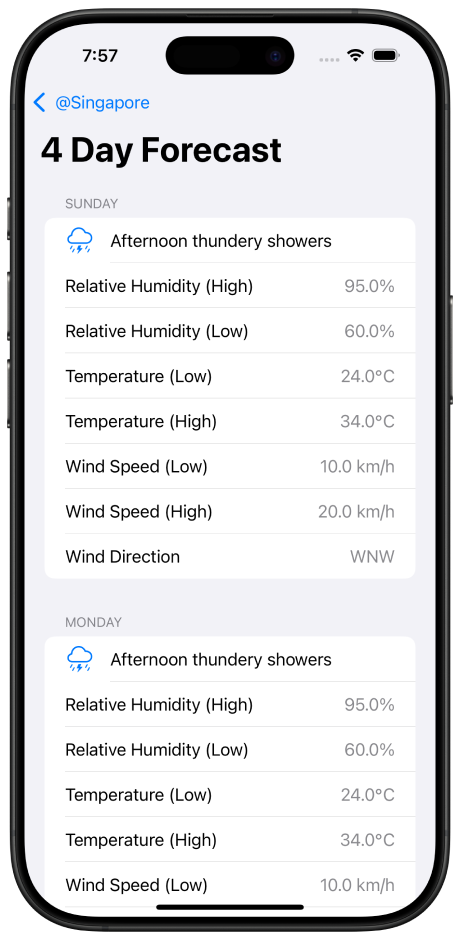 7:57
@Singapore
4 Day Forecast
SUNDAY
Afternoon thundery showers
Relative Humidity (High) 95.0%
Relative Humidity (Low) 60.0%
Temperature (Low) 24.0°C
Temperature (High) 34.0°C
Wind Speed (Low) 10.0 km/h
Wind Speed (High) 20.0 km/h
Wind Direction WNW
MONDAY
Afternoon thundery showers
Relative Humidity (High) 95.0%
Relative Humidity (Low) 60.0%
Temperature (Low) 24.0°C
Temperature (High) 34.0°C
Wind Speed (Low) 10.0 km/h